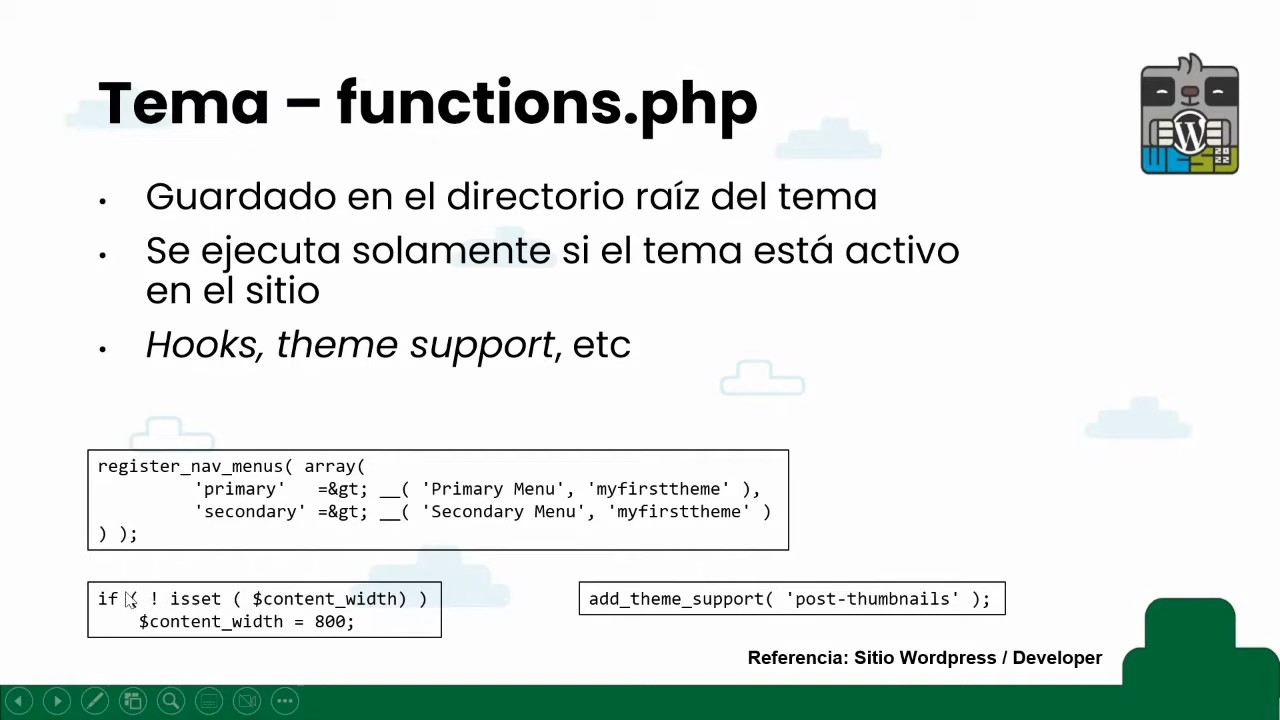 Tema – functions.php
• Guardado en el directorio raíz del tema
• Se ejecuta solamente si el tema está activo
en el sitio
• Hooks, theme support, etc
register_nav_menus( array(
'primary' =&gt; __( 'Primary Menu', 'myfirsttheme' ),
'secondary' =&gt; __( 'Secondary Menu', 'myfirsttheme' )
) );
if ( ! isset ( $content_width) )
$content_width = 800;
add_theme_support( 'post-thumbnails' );
Referencia: Sitio Wordpress / Developer